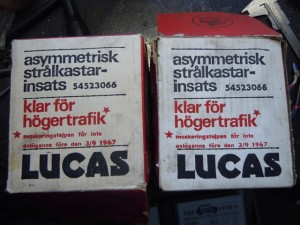 asymmetrisk
strålkastar-
insats 54523066
klar för
högertrafik*
*maskeringstejpen får inte
avlägsnas före den 3/9 1967
LUCAS
asymmetrisk
strålkastar-
insats 54523066
klar för
högertrafik*
*maskeringstejpen får inte
avlägsnas före den 3/9 1967
LUCAS